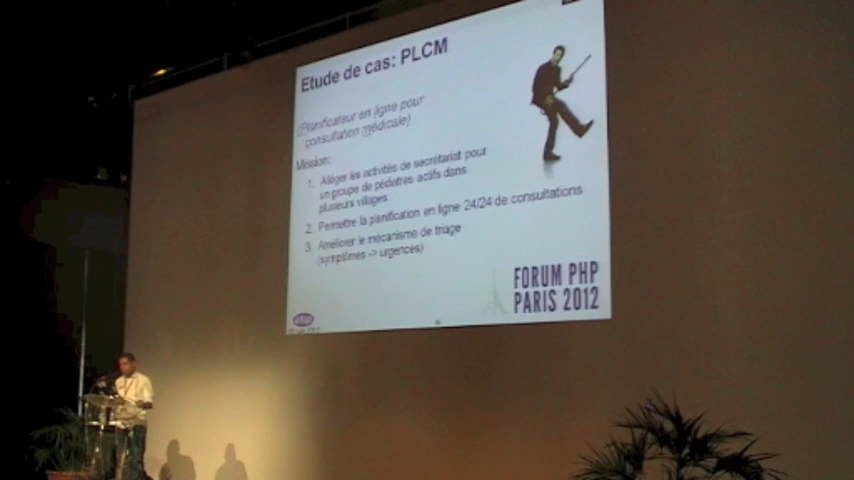 Etude de cas: PLCM
(Planificateur en ligne pour
consultation médicale)
Mission:
1. Alléger les activités de secrétariat pour
un groupe de pédiatres actifs dans
plusieurs villages
2. Permettre la planification en ligne 24/24 de consultations
3. Améliorer le mécanisme de triage
(symptômes -> urgences)
FORUM PHP
PARIS 2012
afup